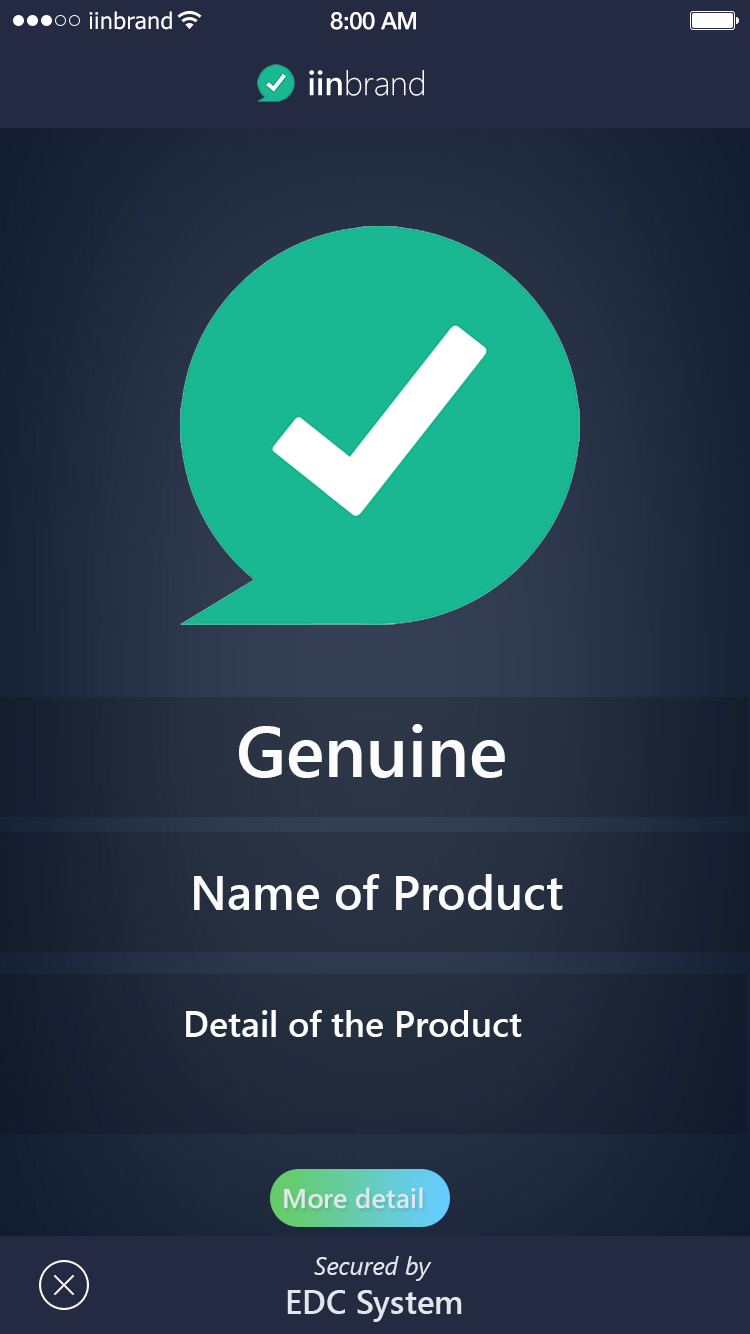 iinbrand 8:00 AM
iinbrand
Genuine
Name of Product
Detail of the Product
More detail
Secured by
EDC System